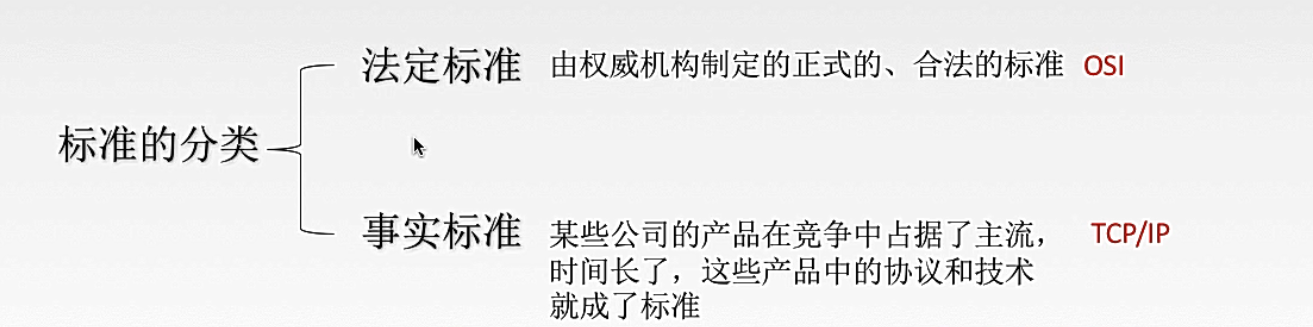 标准的分类
法定标准 由权威机构制定的正式的、合法的标准 OSI
事实标准 某些公司的产品在竞争中占据了主流， TCP/IP
时间长了，这些产品中的协议和技术
就成了标准